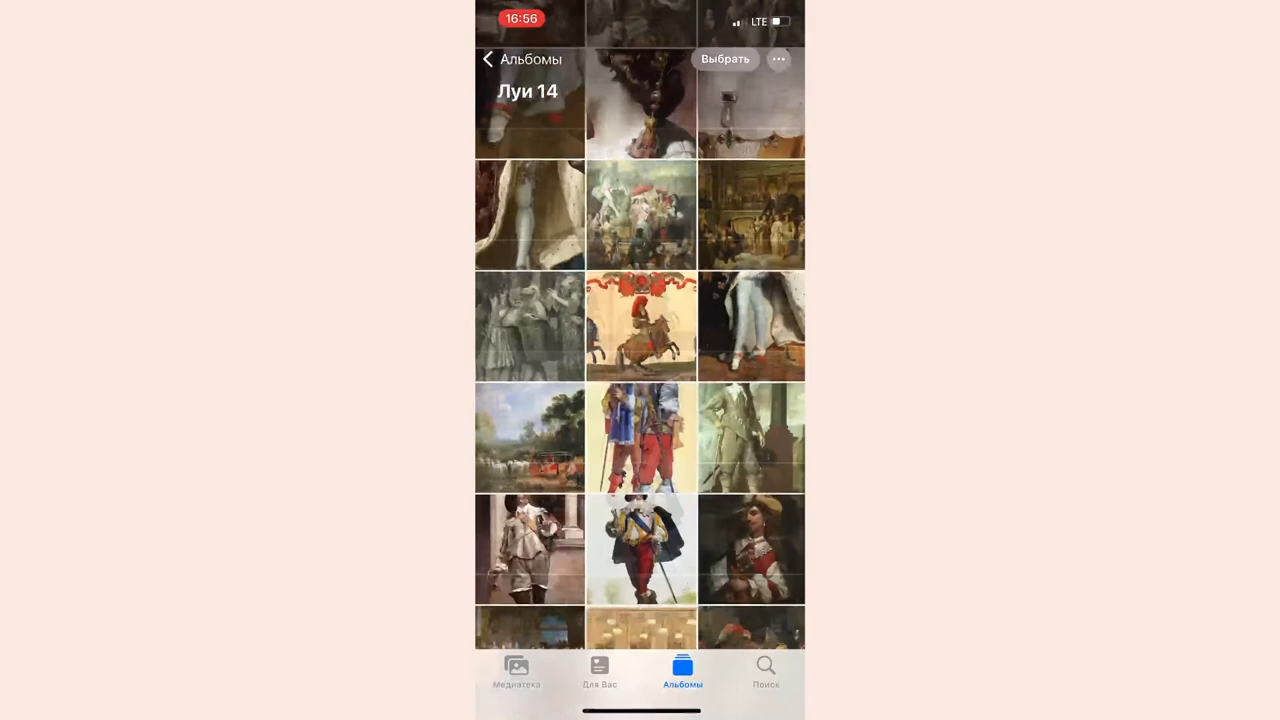 16:56
LTE
Альбомы
Выбрать
Луи 14
Медиатека
Для Вас
Альбомы
Поиск